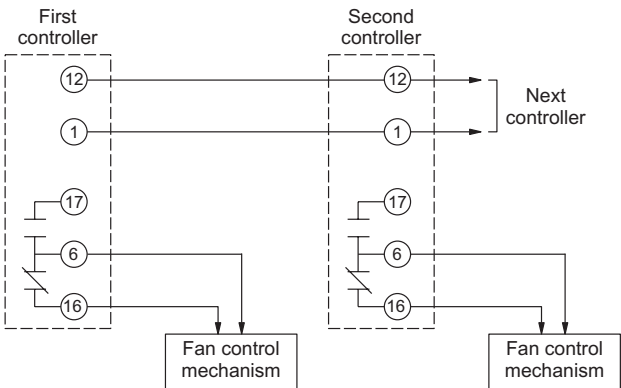 First
controller
Second
controller
12
12
1
1
Next
controller
17
17
6
6
16
16
Fan control
mechanism
Fan control
mechanism